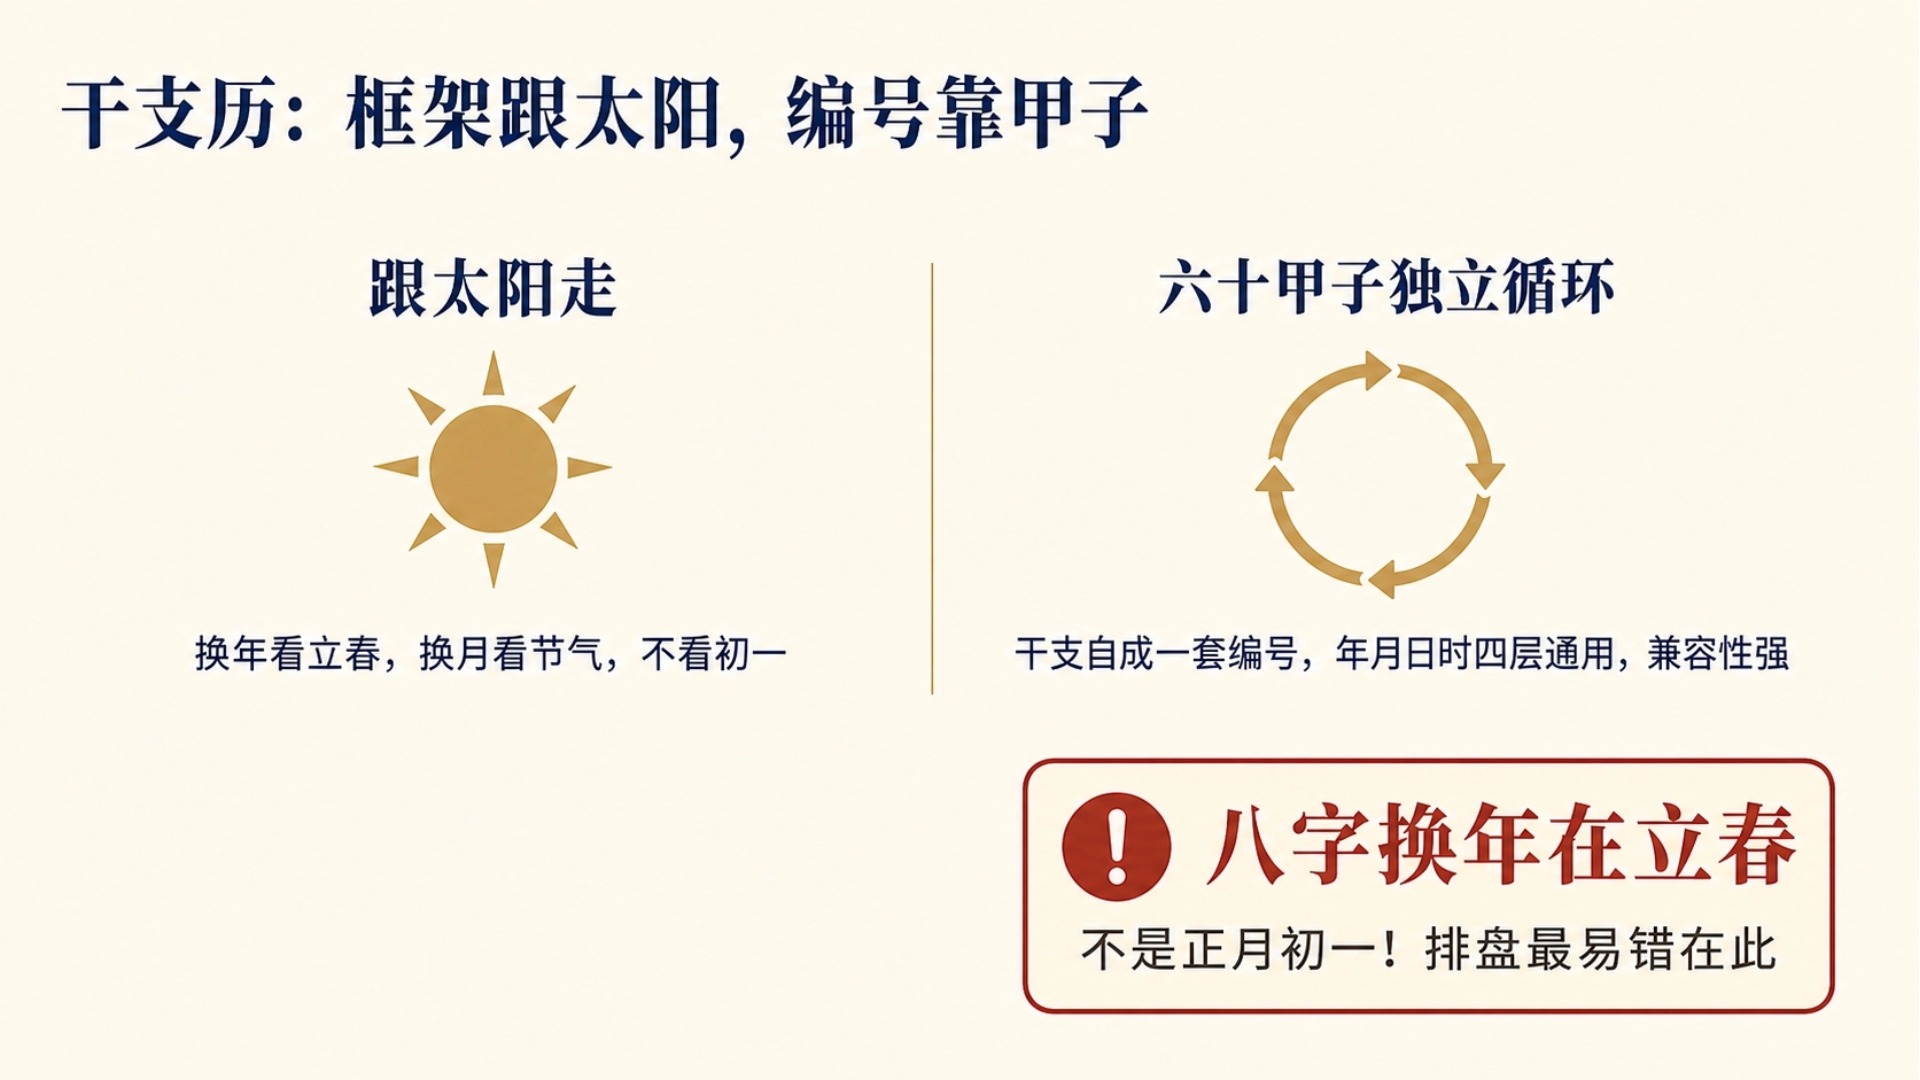 干支历：框架跟太阳，编号靠甲子
跟太阳走
换年看立春，换月看节气，不看初一
六十甲子独立循环
干支自成一套编号，年月日时四层通用，兼容性强
八字换年在立春
不是正月初一！排盘最易错在此